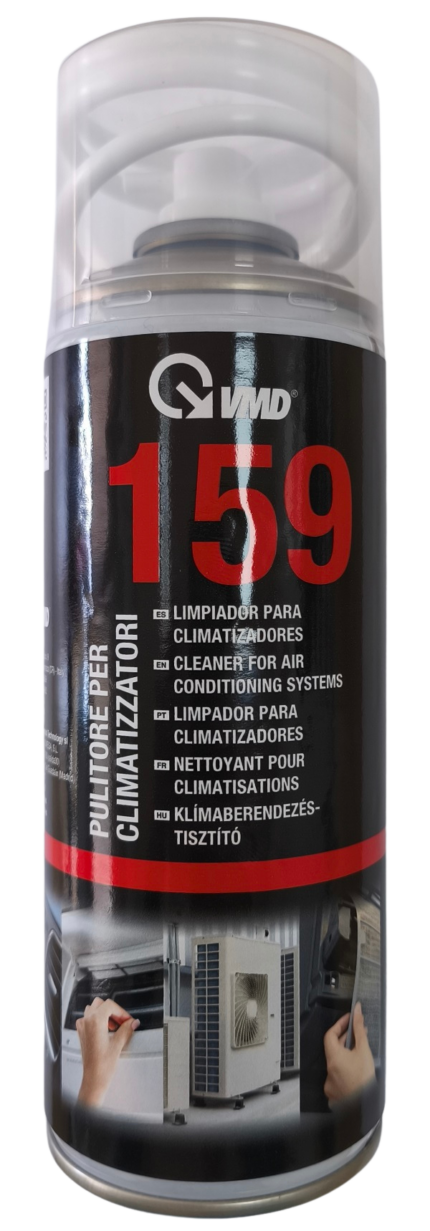 VMD®
159
PULITORE PER
CLIMATIZZATORI
ES LIMPIADOR PARA
CLIMATIZADORES
EN CLEANER FOR AIR
CONDITIONING SYSTEMS
PT LIMPADOR PARA
CLIMATIZADORES
FR NETTOYANT POUR
CLIMATISATIONS
HU KLÍMABERENDEZÉS-
TISZTÍTÓ